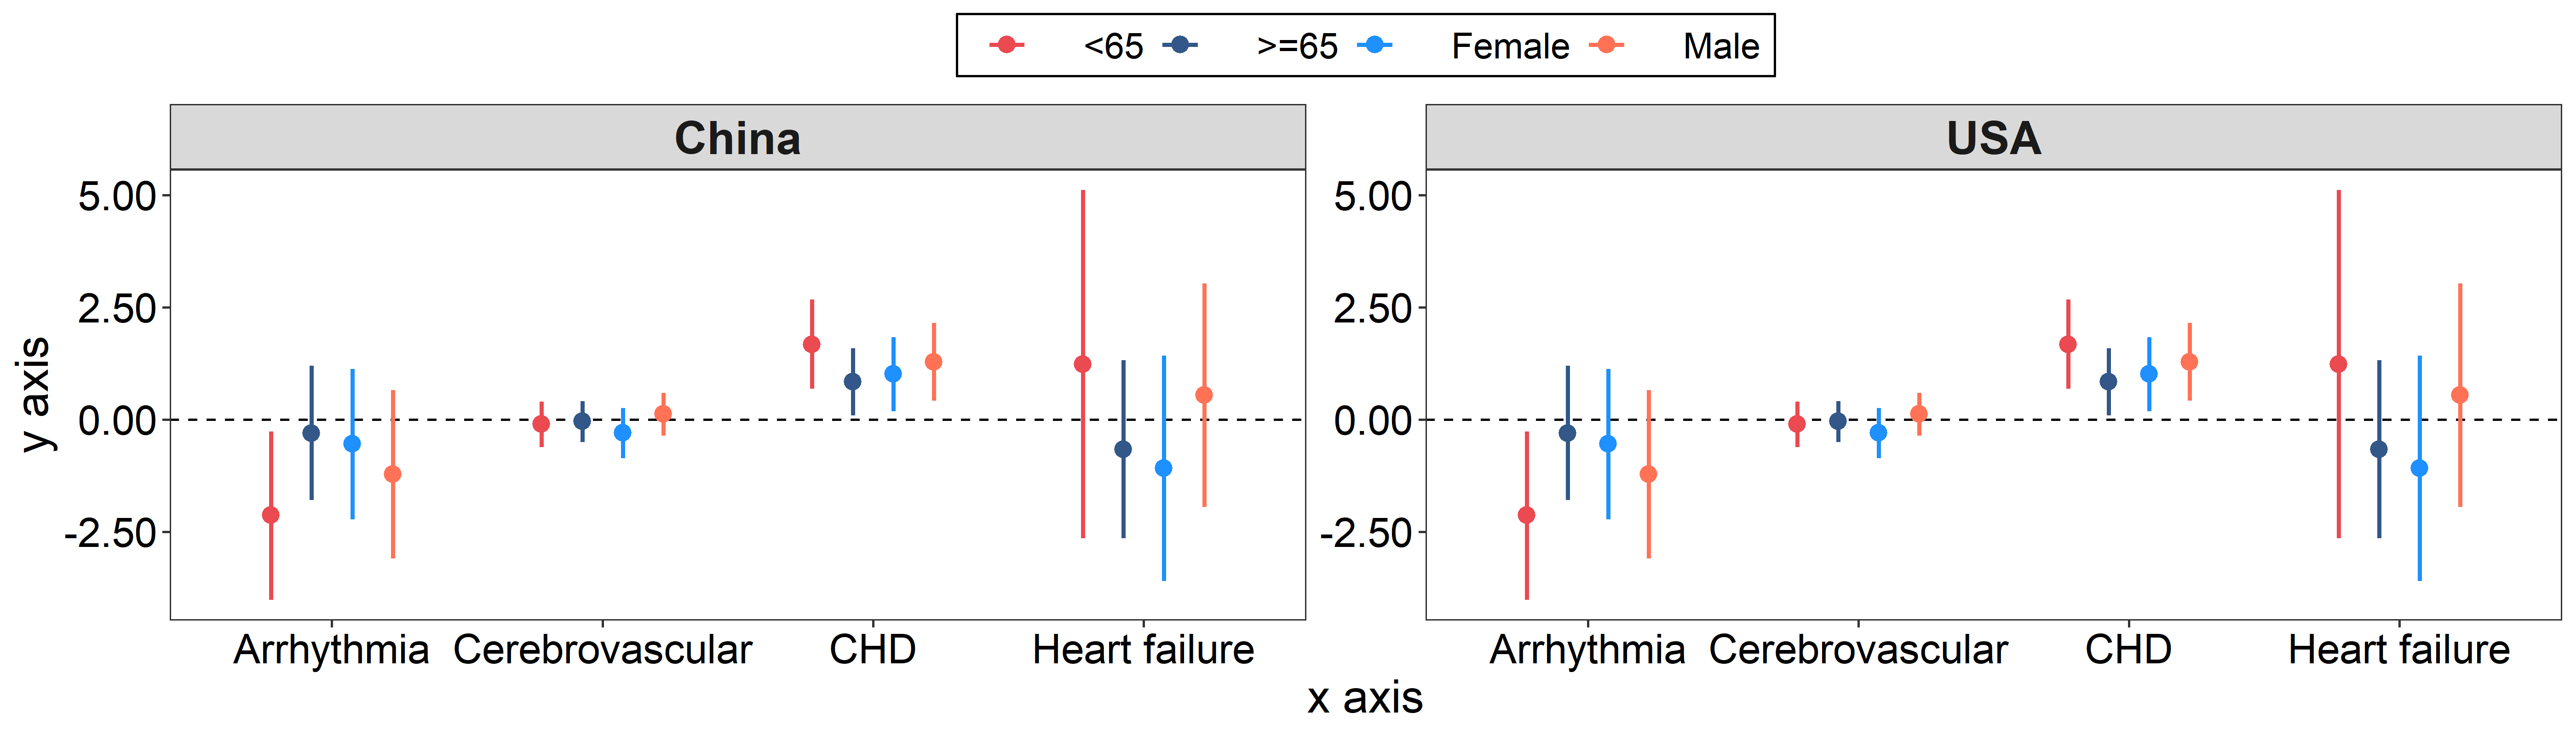 <65 >=65 Female Male
China USA
5.00 5.00
2.50 2.50
0.00 0.00
-2.50 -2.50
y axis
Arrhythmia Cerebrovascular CHD Heart failure Arrhythmia Cerebrovascular CHD Heart failure
x axis